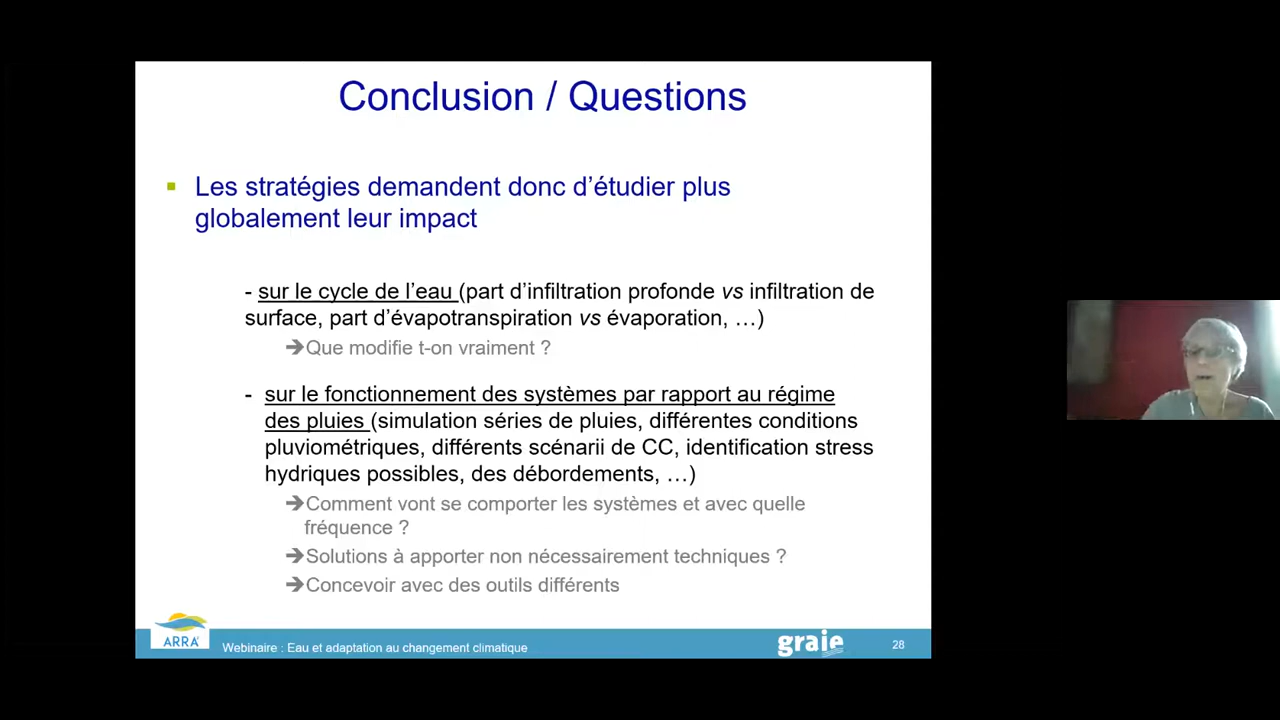 Conclusion / Questions
Les stratégies demandent donc d’étudier plus
globalement leur impact
- sur le cycle de l’eau (part d’infiltration profonde vs infiltration de
surface, part d’évapotranspiration vs évaporation, …)
➔Que modifie t-on vraiment ?
- sur le fonctionnement des systèmes par rapport au régime
des pluies (simulation séries de pluies, différentes conditions
pluviométriques, différents scénarii de CC, identification stress
hydriques possibles, des débordements, …)
➔Comment vont se comporter les systèmes et avec quelle
fréquence ?
➔Solutions à apporter non nécessairement techniques ?
➔Concevoir avec des outils différents
ARRA²
Webinaire : Eau et adaptation au changement climatique
graie
28